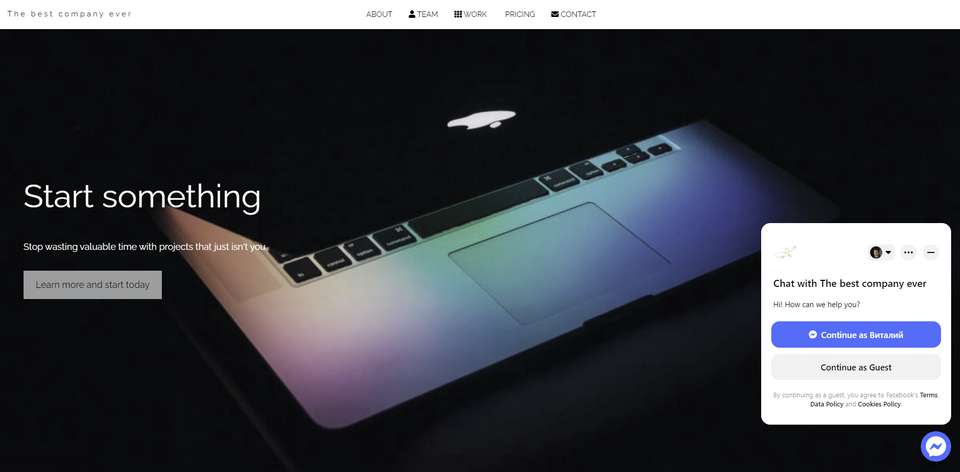 The best company ever
ABOUT TEAM WORK PRICING CONTACT
Start something
Stop wasting valuable time with projects that just isn't you.
Learn more and start today
Chat with The best company ever
Hi! How can we help you?
Continue as Виталий
Continue as Guest
By continuing as a guest, you agree to Facebook's Terms,
Data Policy and Cookies Policy.